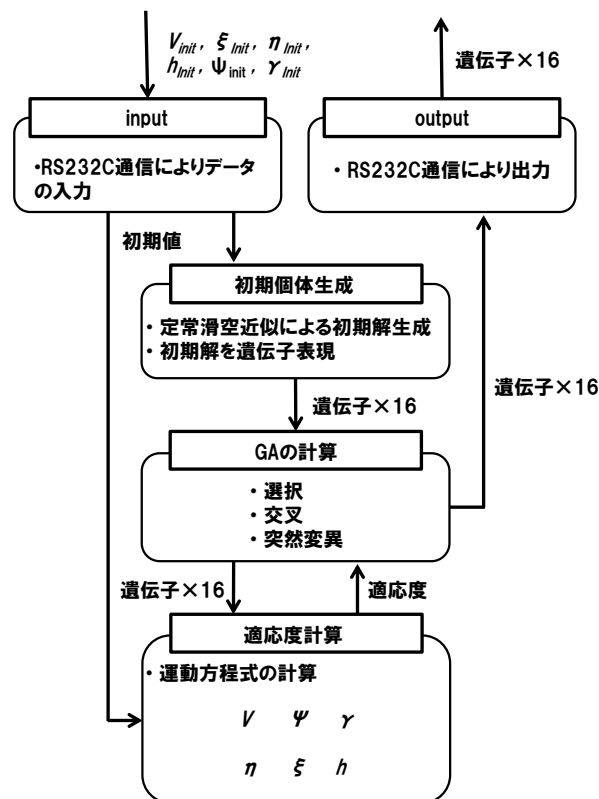 V_init, ξ_Init, η_Init,
h_Init, Ψ_init, γ_Init
遺伝子×16
input
・RS232C通信によりデータ
の入力
output
・RS232C通信により出力
初期値
初期個体生成
・定常滑空近似による初期解生成
・初期解を遺伝子表現
遺伝子×16
遺伝子×16
GAの計算
・選択
・交叉
・突然変異
遺伝子×16
適応度
適応度計算
・運動方程式の計算
V Ψ γ
η ξ h